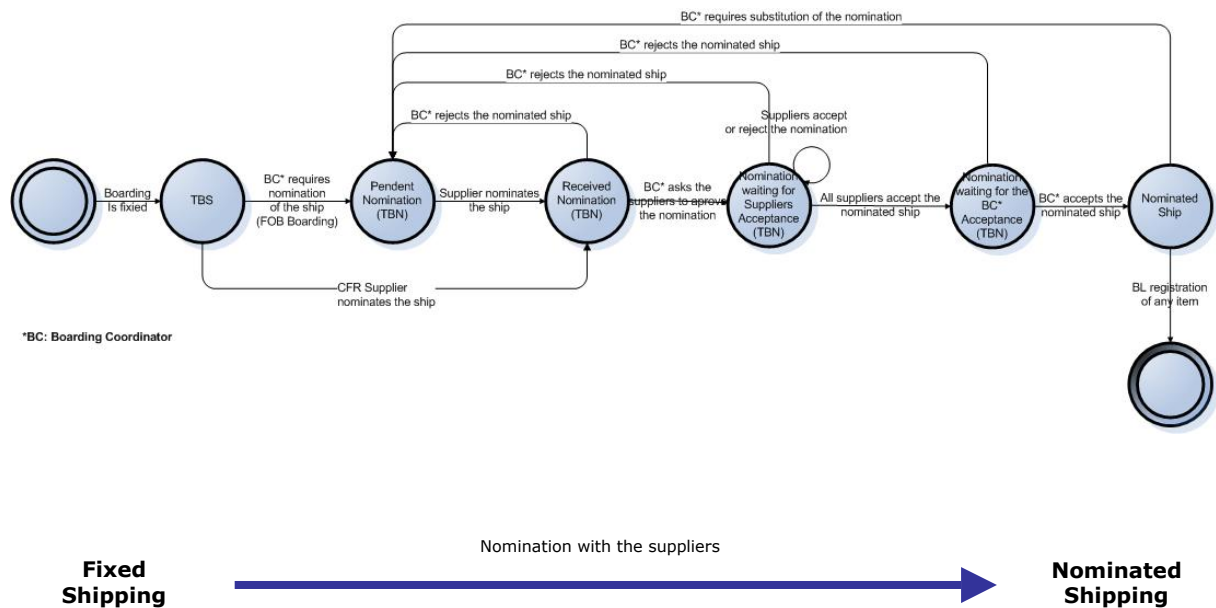 BC* requires substitution of the nomination
BC* rejects the nominated ship
BC* rejects the nominated ship
BC* rejects the nominated ship
Suppliers accept
or reject the nomination
Boarding
Is fixied
TBS
BC* requires
nomination
of the ship
(FOB Boarding)
Pendent
Nomination
(TBN)
Supplier nominates
the ship
Received
Nomination
(TBN)
BC* asks the
suppliers to aprove
the nomination
Nomination
waiting for
Suppliers
Acceptance
(TBN)
All suppliers accept the
nominated ship
Nomination
waiting for the
BC*
Acceptance
(TBN)
BC* accepts the
nominated ship
Nominated
Ship
CFR Supplier
nominates the ship
BL registration
of any item
*BC: Boarding Coordinator
Nomination with the suppliers
Fixed
Shipping
Nominated
Shipping